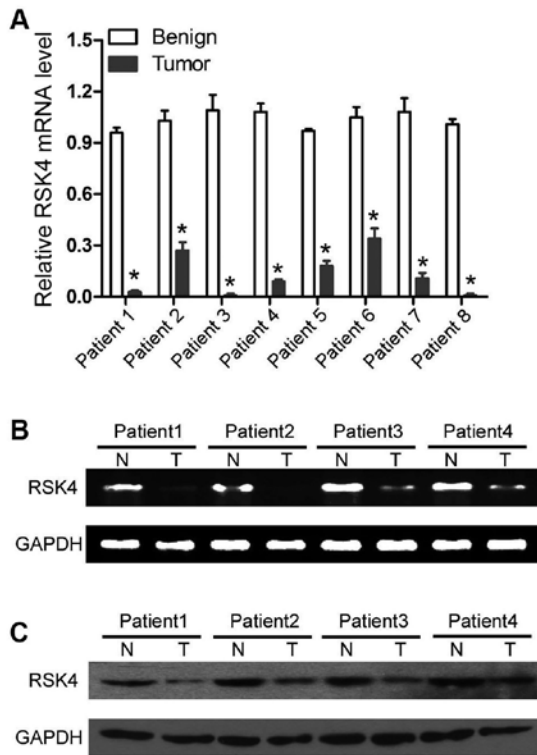 A
Benign
Tumor
Relative RSK4 mRNA level
1.5
1.2
0.9
0.6
0.3
0.0
* * * * * * * *
Patient 1
Patient 2
Patient 3
Patient 4
Patient 5
Patient 6
Patient 7
Patient 8
B
Patient1 Patient2 Patient3 Patient4
N T N T N T N T
RSK4
GAPDH
C
Patient1 Patient2 Patient3 Patient4
N T N T N T N T
RSK4
GAPDH